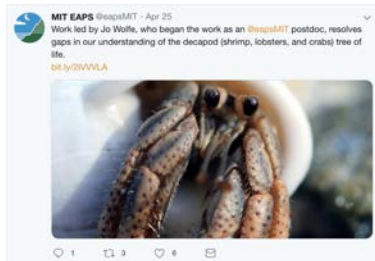 MIT EAPS @eapsMIT · Apr 25
Work led by Jo Wolfe, who began the work as an @eapsMIT postdoc, resolves
gaps in our understanding of the decapod (shrimp, lobsters, and crabs) tree of
life.
bit.ly/2IVVVLA
1 3 6